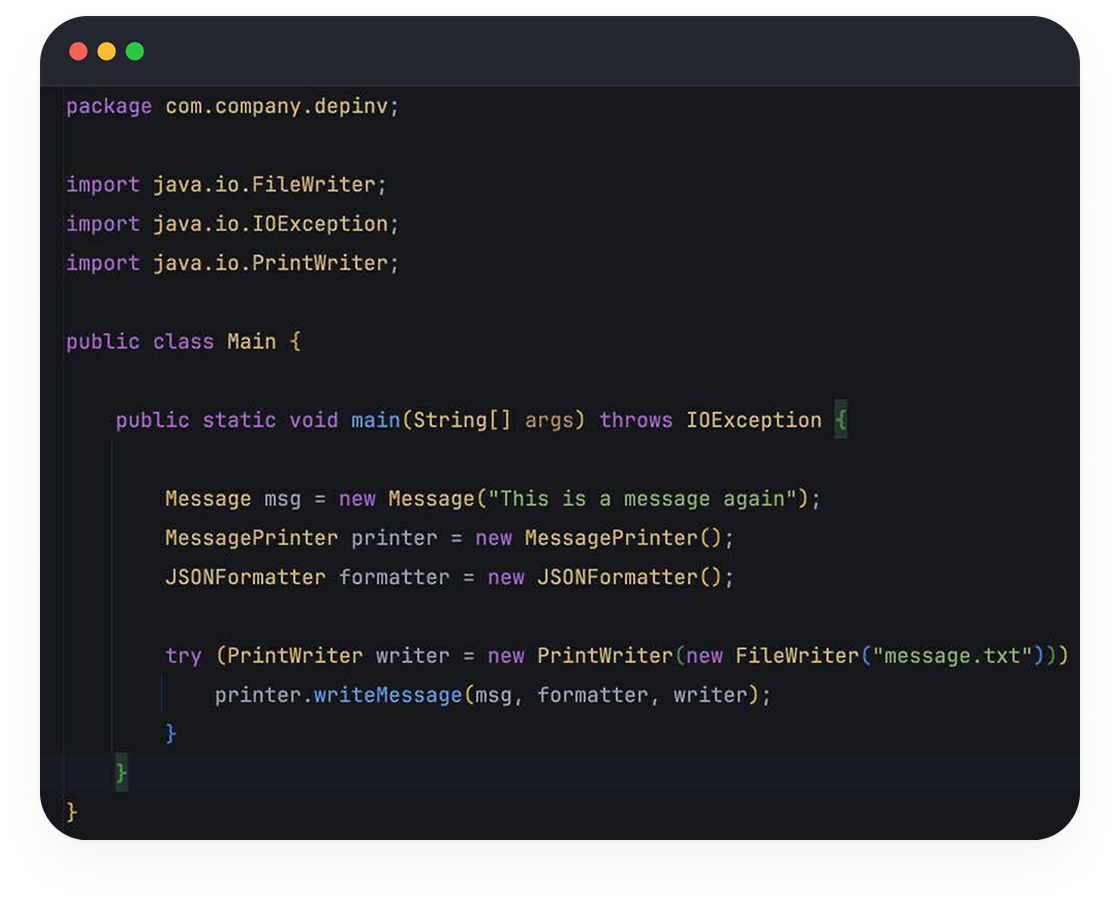 package com.company.depinv;
import java.io.FileWriter;
import java.io.IOException;
import java.io.PrintWriter;
public class Main {
public static void main(String[] args) throws IOException {
Message msg = new Message("This is a message again");
MessagePrinter printer = new MessagePrinter();
JSONFormatter formatter = new JSONFormatter();
try (PrintWriter writer = new PrintWriter(new FileWriter("message.txt")))
printer.writeMessage(msg, formatter, writer);
}
}
}